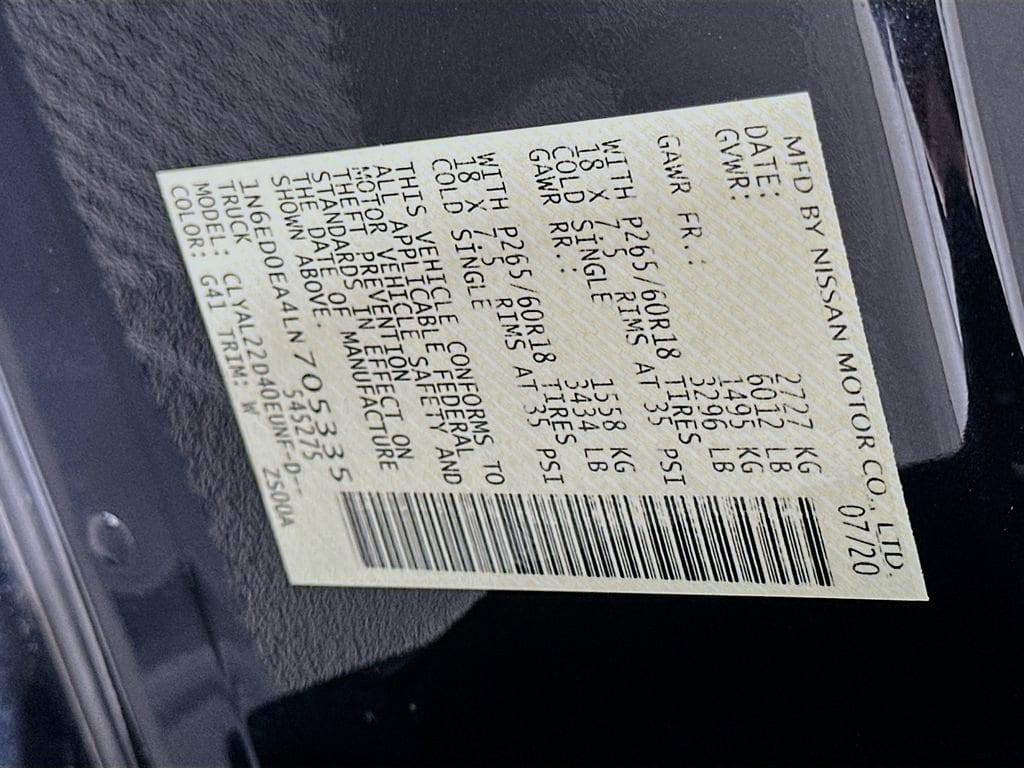 MFD BY NISSAN MOTOR CO., LTD.
DATE: 07/20
GVWR: 2727 KG
6012 LB
GAWR FR.: 1495 KG
3296 LB
WITH P265/60R18 TIRES
18 X 7.5 RIMS AT 35 PSI
COLD SINGLE
GAWR RR.: 1558 KG
3434 LB
WITH P265/60R18 TIRES
18 X 7.5 RIMS AT 35 PSI
COLD SINGLE
THIS VEHICLE CONFORMS TO
ALL APPLICABLE FEDERAL
MOTOR VEHICLE SAFETY AND
THEFT PREVENTION
STANDARDS IN EFFECT ON
THE DATE OF MANUFACTURE
SHOWN ABOVE.
1N6ED0EA4LN705335
TRUCK 545275
MODEL: CLYAL22D40EUNF-D--
COLOR: G41 TRIM: W 2S00A